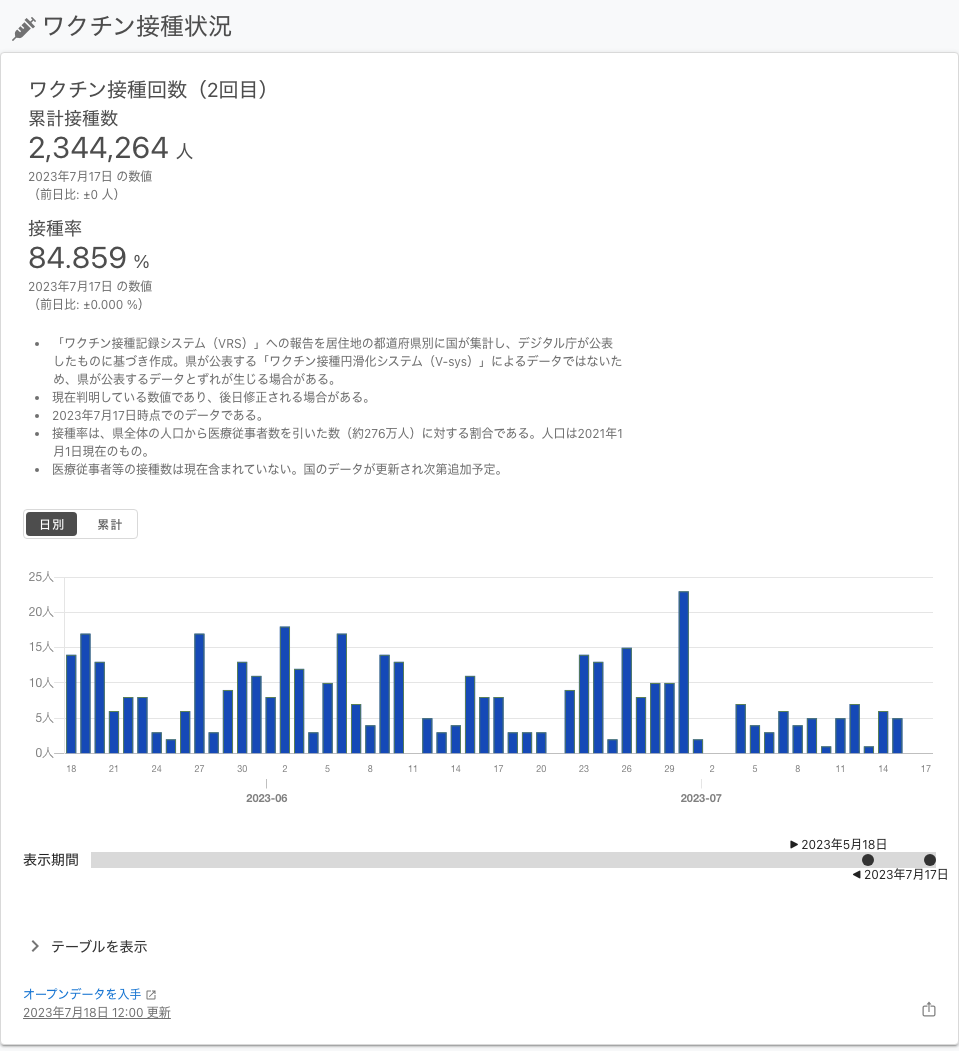 ワクチン接種状況
ワクチン接種回数（2回目）
累計接種数
2,344,264 人
2023年7月17日 の数値
（前日比: ±0 人）
接種率
84.859 %
2023年7月17日 の数値
（前日比: ±0.000 %）
• 「ワクチン接種記録システム（VRS）」への報告を居住地の都道府県別に国が集計し、デジタル庁が公表
したものに基づき作成。県が公表する「ワクチン接種円滑化システム（V-sys）」によるデータではないた
め、県が公表するデータとずれが生じる場合がある。
• 現在判明している数値であり、後日修正される場合がある。
• 2023年7月17日時点でのデータである。
• 接種率は、県全体の人口から医療従事者数を引いた数（約276万人）に対する割合である。人口は2021年1
月1日現在のもの。
• 医療従事者等の接種数は現在含まれていない。国のデータが更新され次第追加予定。
日別 累計
25人
20人
15人
10人
5人
0人
18 21 24 27 30 2 5 8 11 14 17 20 23 26 29 2 5 8 11 14 17
2023-06 2023-07
2023年5月18日
表示期間
2023年7月17日
テーブルを表示
オープンデータを入手
2023年7月18日 12:00 更新